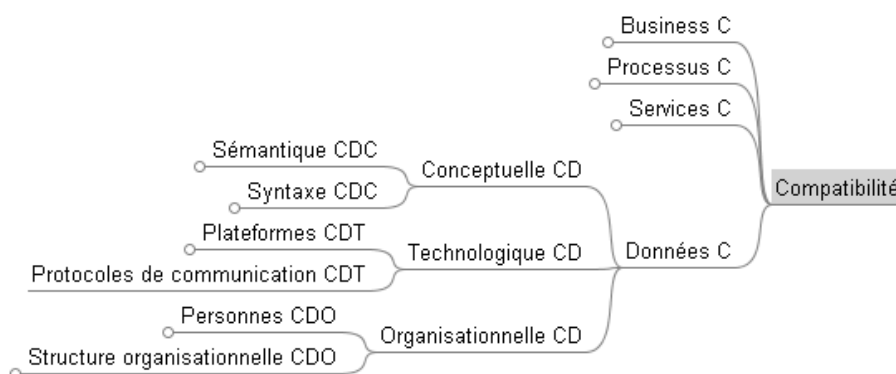 Business C
Processus C
Services C
Sémantique CDC
Conceptuelle CD
Syntaxe CDC
Compatibilité
Plateformes CDT
Technologique CD
Données C
Protocoles de communication CDT
Personnes CDO
Organisationnelle CD
Structure organisationnelle CDO